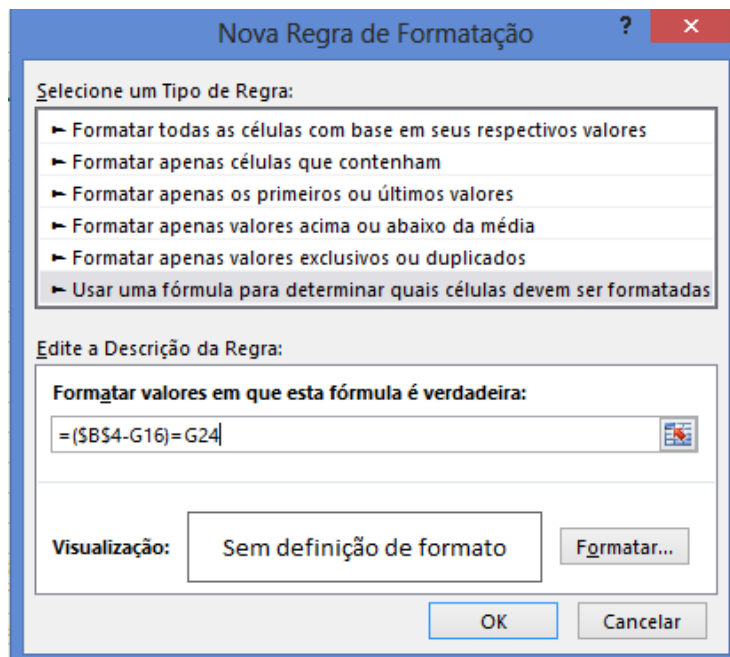 Nova Regra de Formatação ? ×
Selecione um Tipo de Regra:
► Formatar todas as células com base em seus respectivos valores
► Formatar apenas células que contenham
► Formatar apenas os primeiros ou últimos valores
► Formatar apenas valores acima ou abaixo da média
► Formatar apenas valores exclusivos ou duplicados
► Usar uma fórmula para determinar quais células devem ser formatadas
Edite a Descrição da Regra:
Formatar valores em que esta fórmula é verdadeira:
=($B$4-G16)=G24
Visualização: Sem definição de formato Formatar...
OK Cancelar